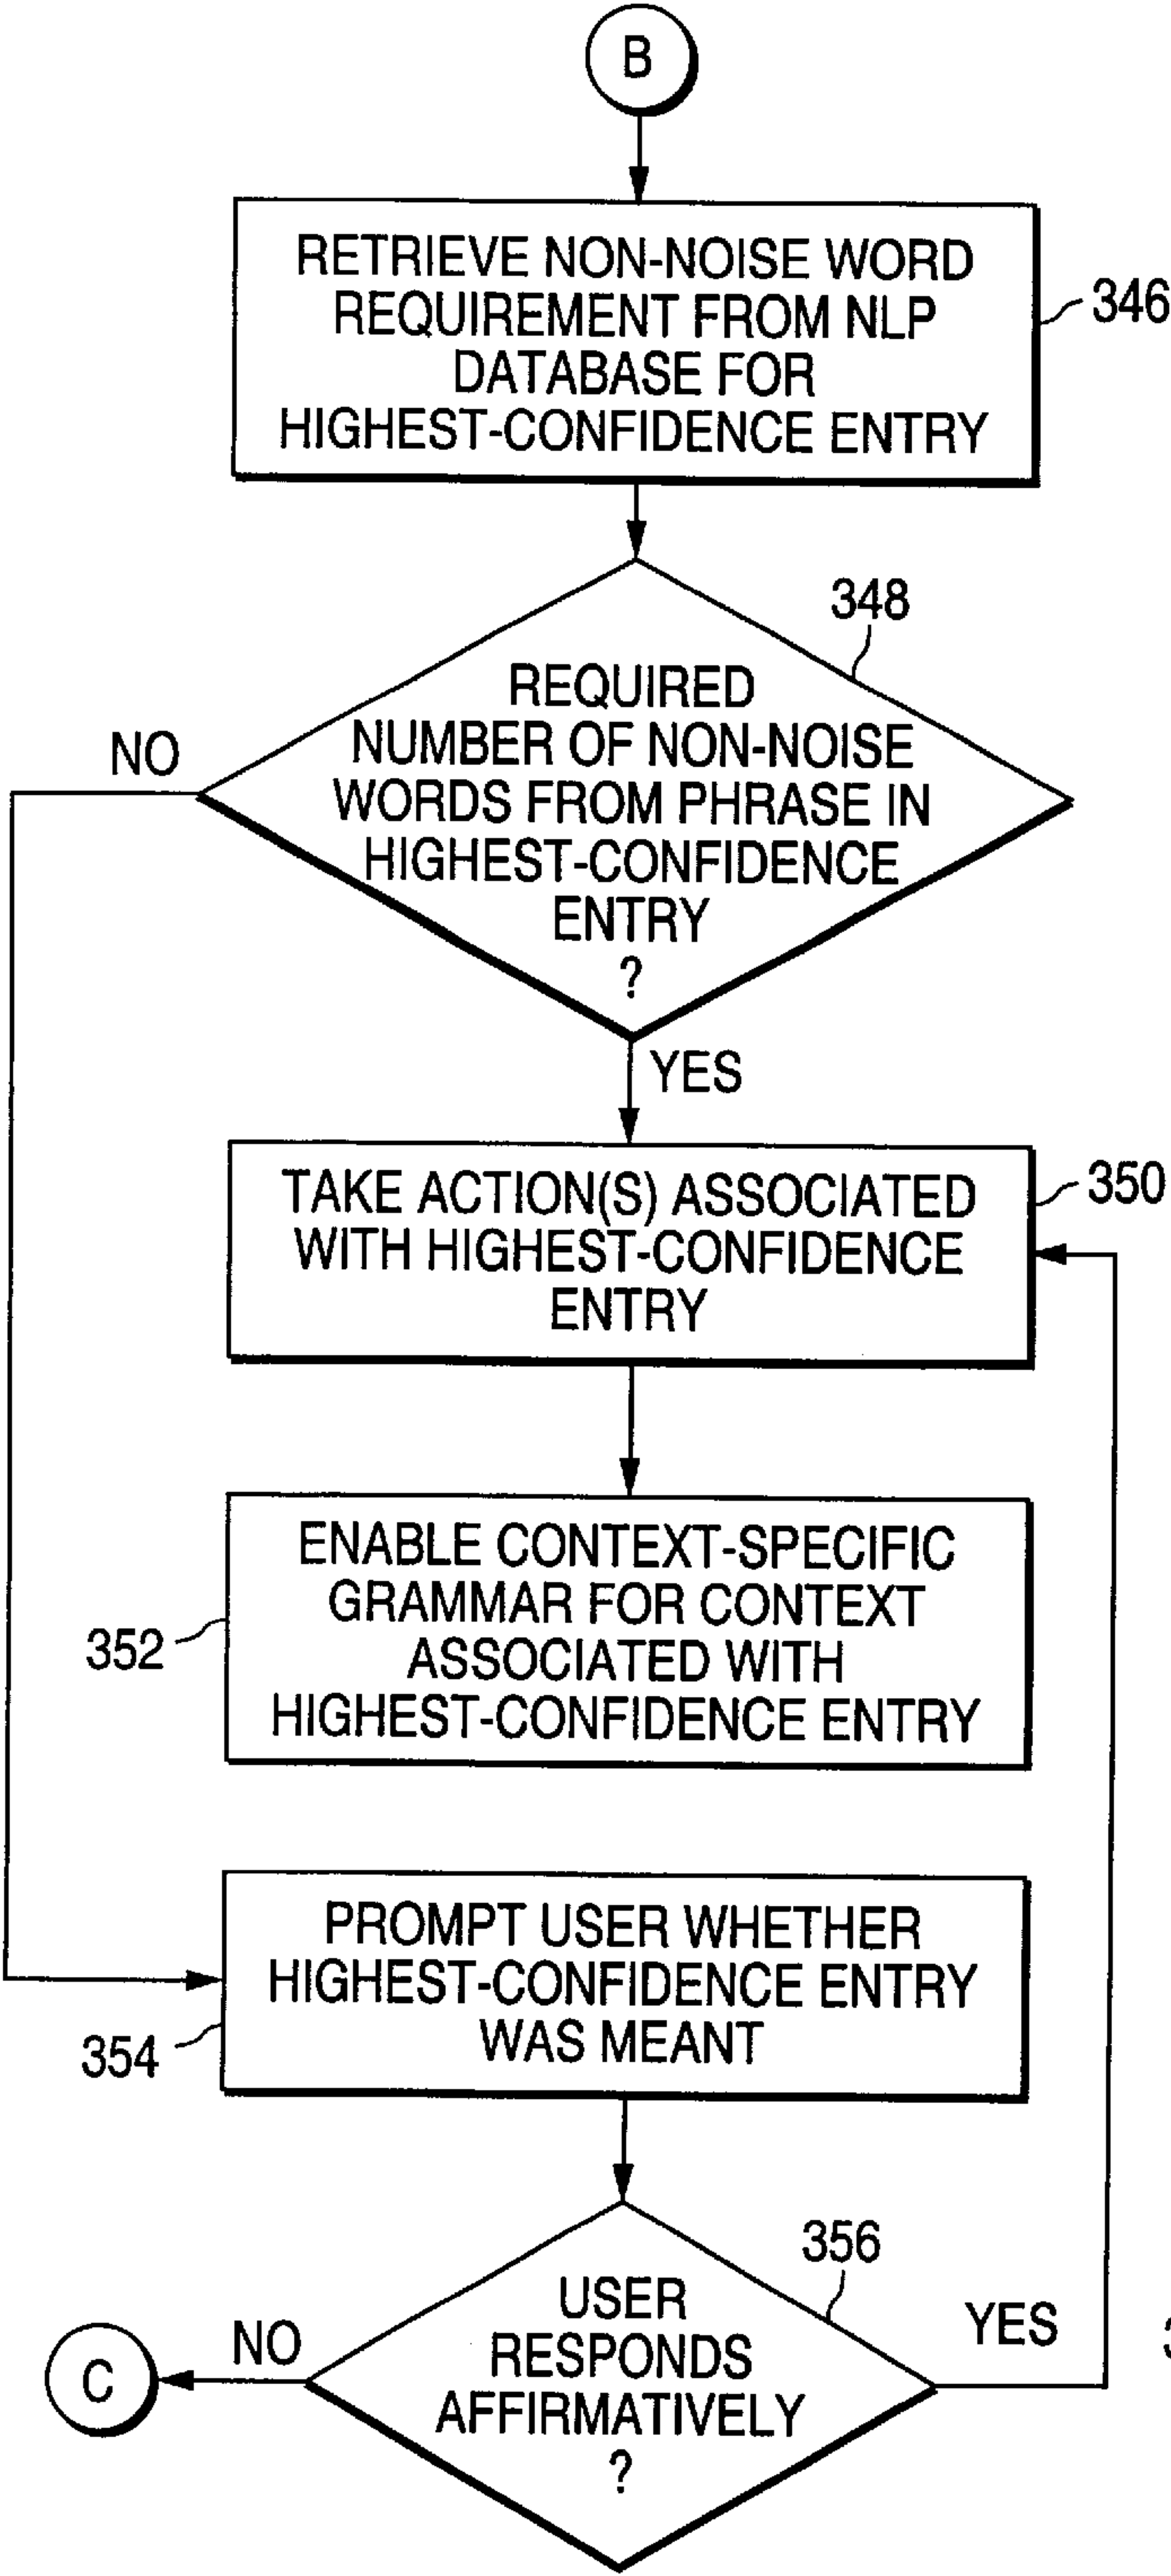 B
RETRIEVE NON-NOISE WORD
REQUIREMENT FROM NLP
DATABASE FOR
HIGHEST-CONFIDENCE ENTRY
346
348
REQUIRED
NUMBER OF NON-NOISE
WORDS FROM PHRASE IN
HIGHEST-CONFIDENCE
ENTRY
?
NO
YES
TAKE ACTION(S) ASSOCIATED
WITH HIGHEST-CONFIDENCE
ENTRY
350
ENABLE CONTEXT-SPECIFIC
GRAMMAR FOR CONTEXT
ASSOCIATED WITH
HIGHEST-CONFIDENCE ENTRY
352
PROMPT USER WHETHER
HIGHEST-CONFIDENCE ENTRY
WAS MEANT
354
356
USER
RESPONDS
AFFIRMATIVELY
?
NO
YES
C